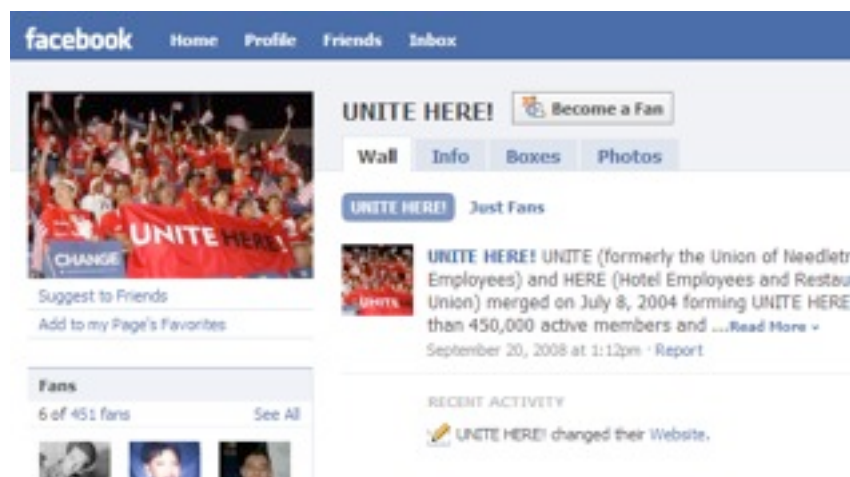 facebook Home Profile Friends Inbox
UNITE HERE! Become a Fan
Wall Info Boxes Photos
UNITE HERE! Just Fans
UNITE HERE!
CHANGE
Suggest to Friends
Add to my Page's Favorites
Fans
6 of 451 fans See All
UNITE
UNITE HERE! UNITE (formerly the Union of Needletr
Employees) and HERE (Hotel Employees and Restau
Union) merged on July 8, 2004 forming UNITE HERE
than 450,000 active members and ...Read More
September 20, 2008 at 1:12pm · Report
RECENT ACTIVITY
UNITE HERE! changed their Website.